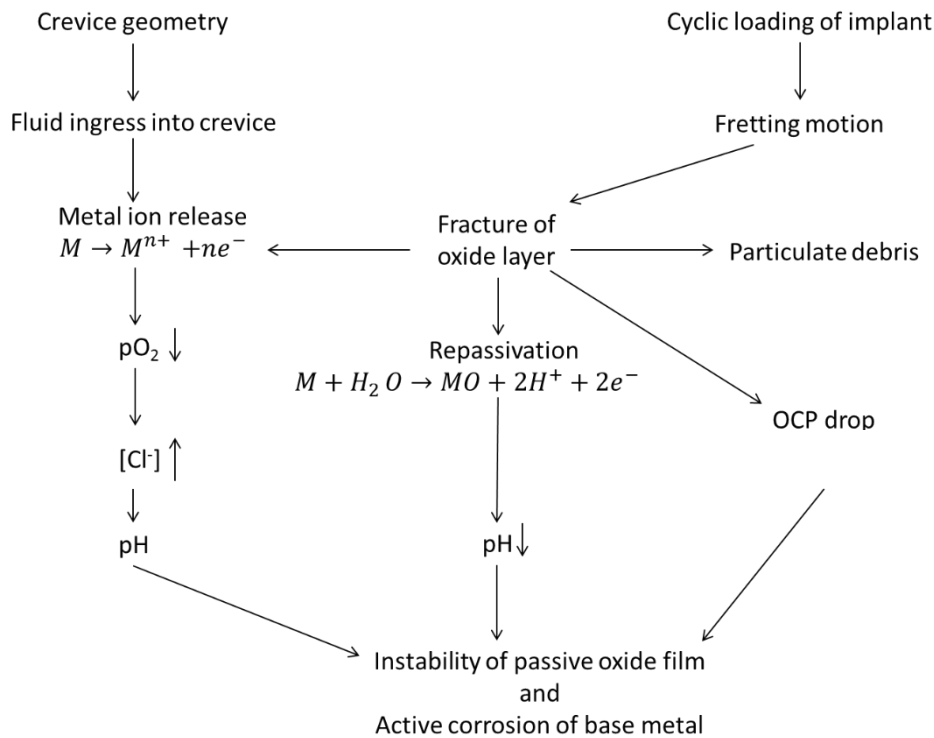 Crevice geometry
Cyclic loading of implant
Fluid ingress into crevice
Fretting motion
Metal ion release
M → Mⁿ⁺ +ne⁻
Fracture of
oxide layer
Particulate debris
pO₂ ↓
Repassivation
M + H₂ O → MO + 2H⁺ + 2e⁻
OCP drop
[Cl⁻] ↑
pH
pH ↓
Instability of passive oxide film
and
Active corrosion of base metal